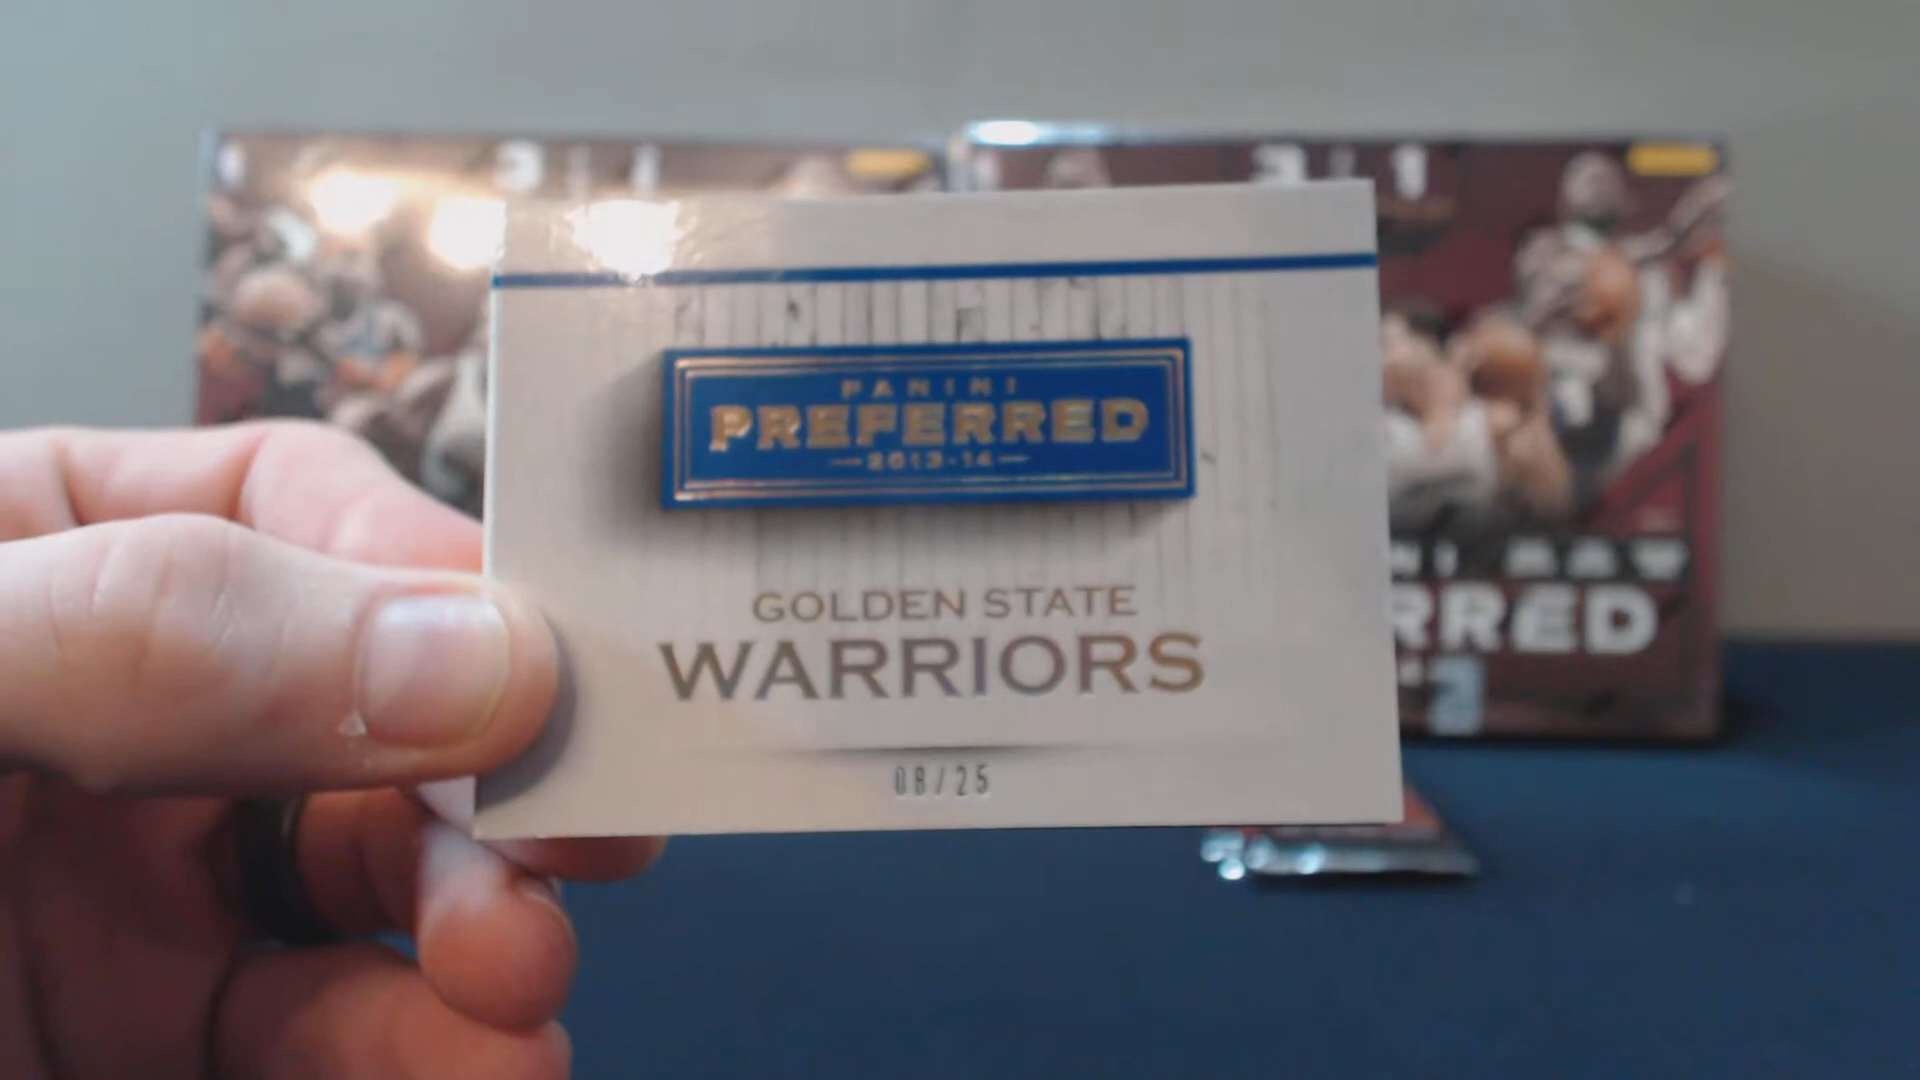 PANINI
PREFERRED
2013-14
GOLDEN STATE
WARRIORS
08/25
RRED